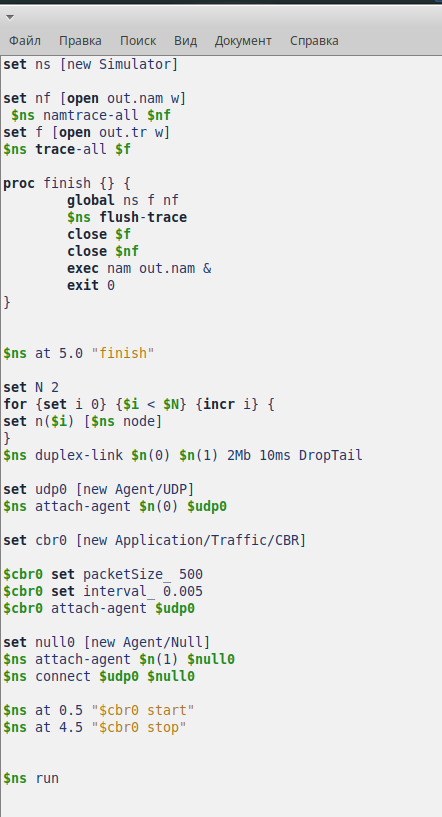 Файл Правка Поиск Вид Документ Справка
set ns [new Simulator]
set nf [open out.nam w]
$ns namtrace-all $nf
set f [open out.tr w]
$ns trace-all $f
proc finish {} {
global ns f nf
$ns flush-trace
close $f
close $nf
exec nam out.nam &
exit 0
}
$ns at 5.0 "finish"
set N 2
for {set i 0} {$i < $N} {incr i} {
set n($i) [$ns node]
}
$ns duplex-link $n(0) $n(1) 2Mb 10ms DropTail
set udp0 [new Agent/UDP]
$ns attach-agent $n(0) $udp0
set cbr0 [new Application/Traffic/CBR]
$cbr0 set packetSize_ 500
$cbr0 set interval_ 0.005
$cbr0 attach-agent $udp0
set null0 [new Agent/Null]
$ns attach-agent $n(1) $null0
$ns connect $udp0 $null0
$ns at 0.5 "$cbr0 start"
$ns at 4.5 "$cbr0 stop"
$ns run